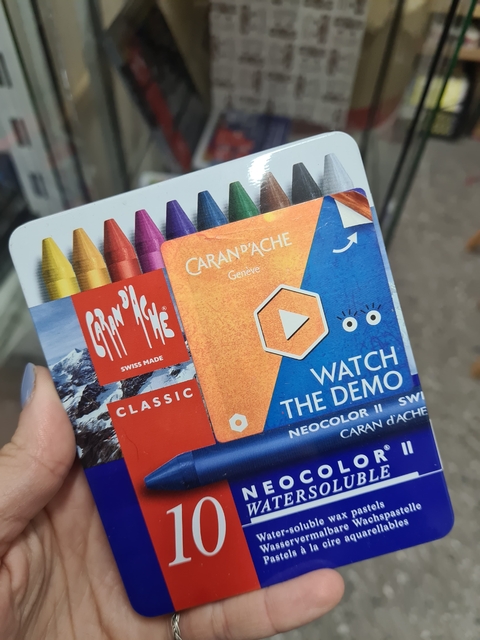 CARAN D'ACHE
Genève
CARAN D'ACHE
SWISS MADE
WATCH
THE DEMO
CLASSIC
NEOCOLOR II SWI
CARAN d'ACHE
10
NEOCOLOR® II
WATERSOLUBLE
Water-soluble wax pastels
Wasservermalbare Wachspastelle
Pastels à la cire aquarellables